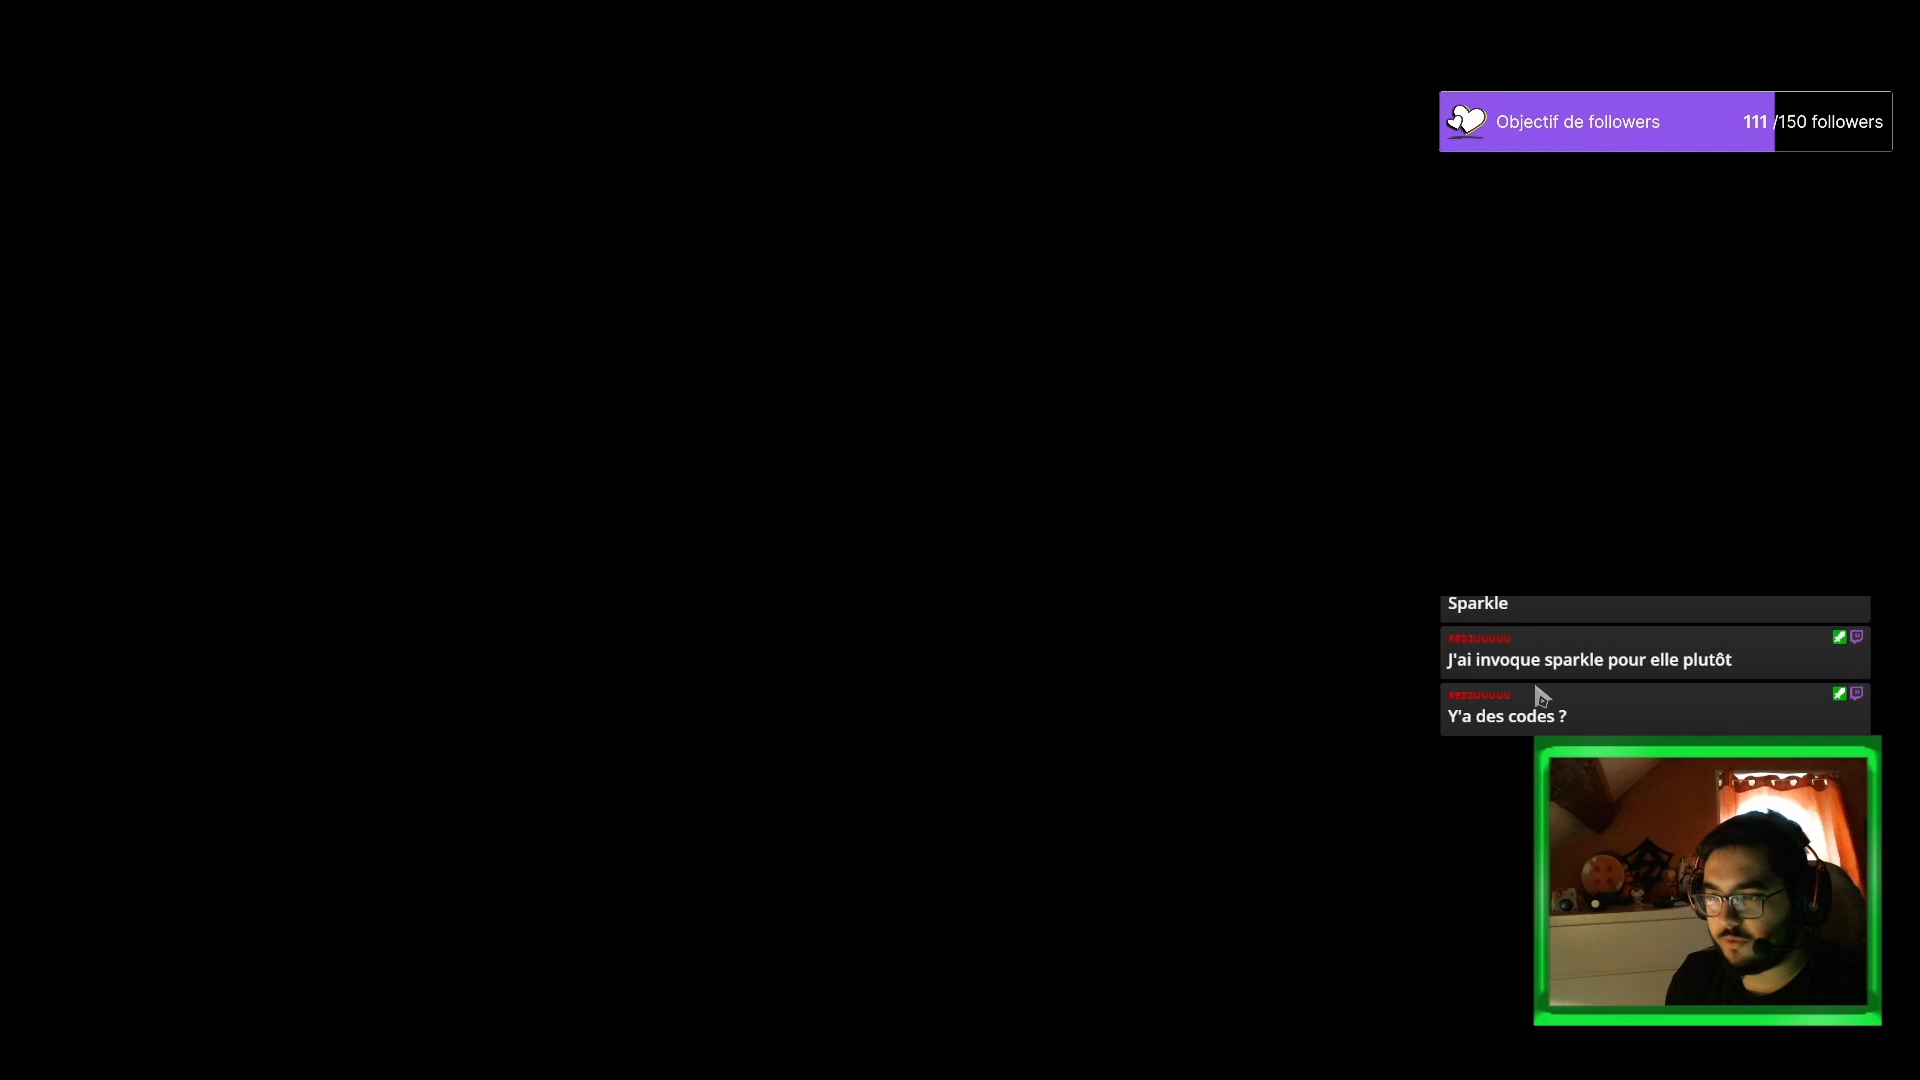 Objectif de followers 111 /150 followers
Sparkle
J'ai invoque sparkle pour elle plutôt
Y'a des codes ?